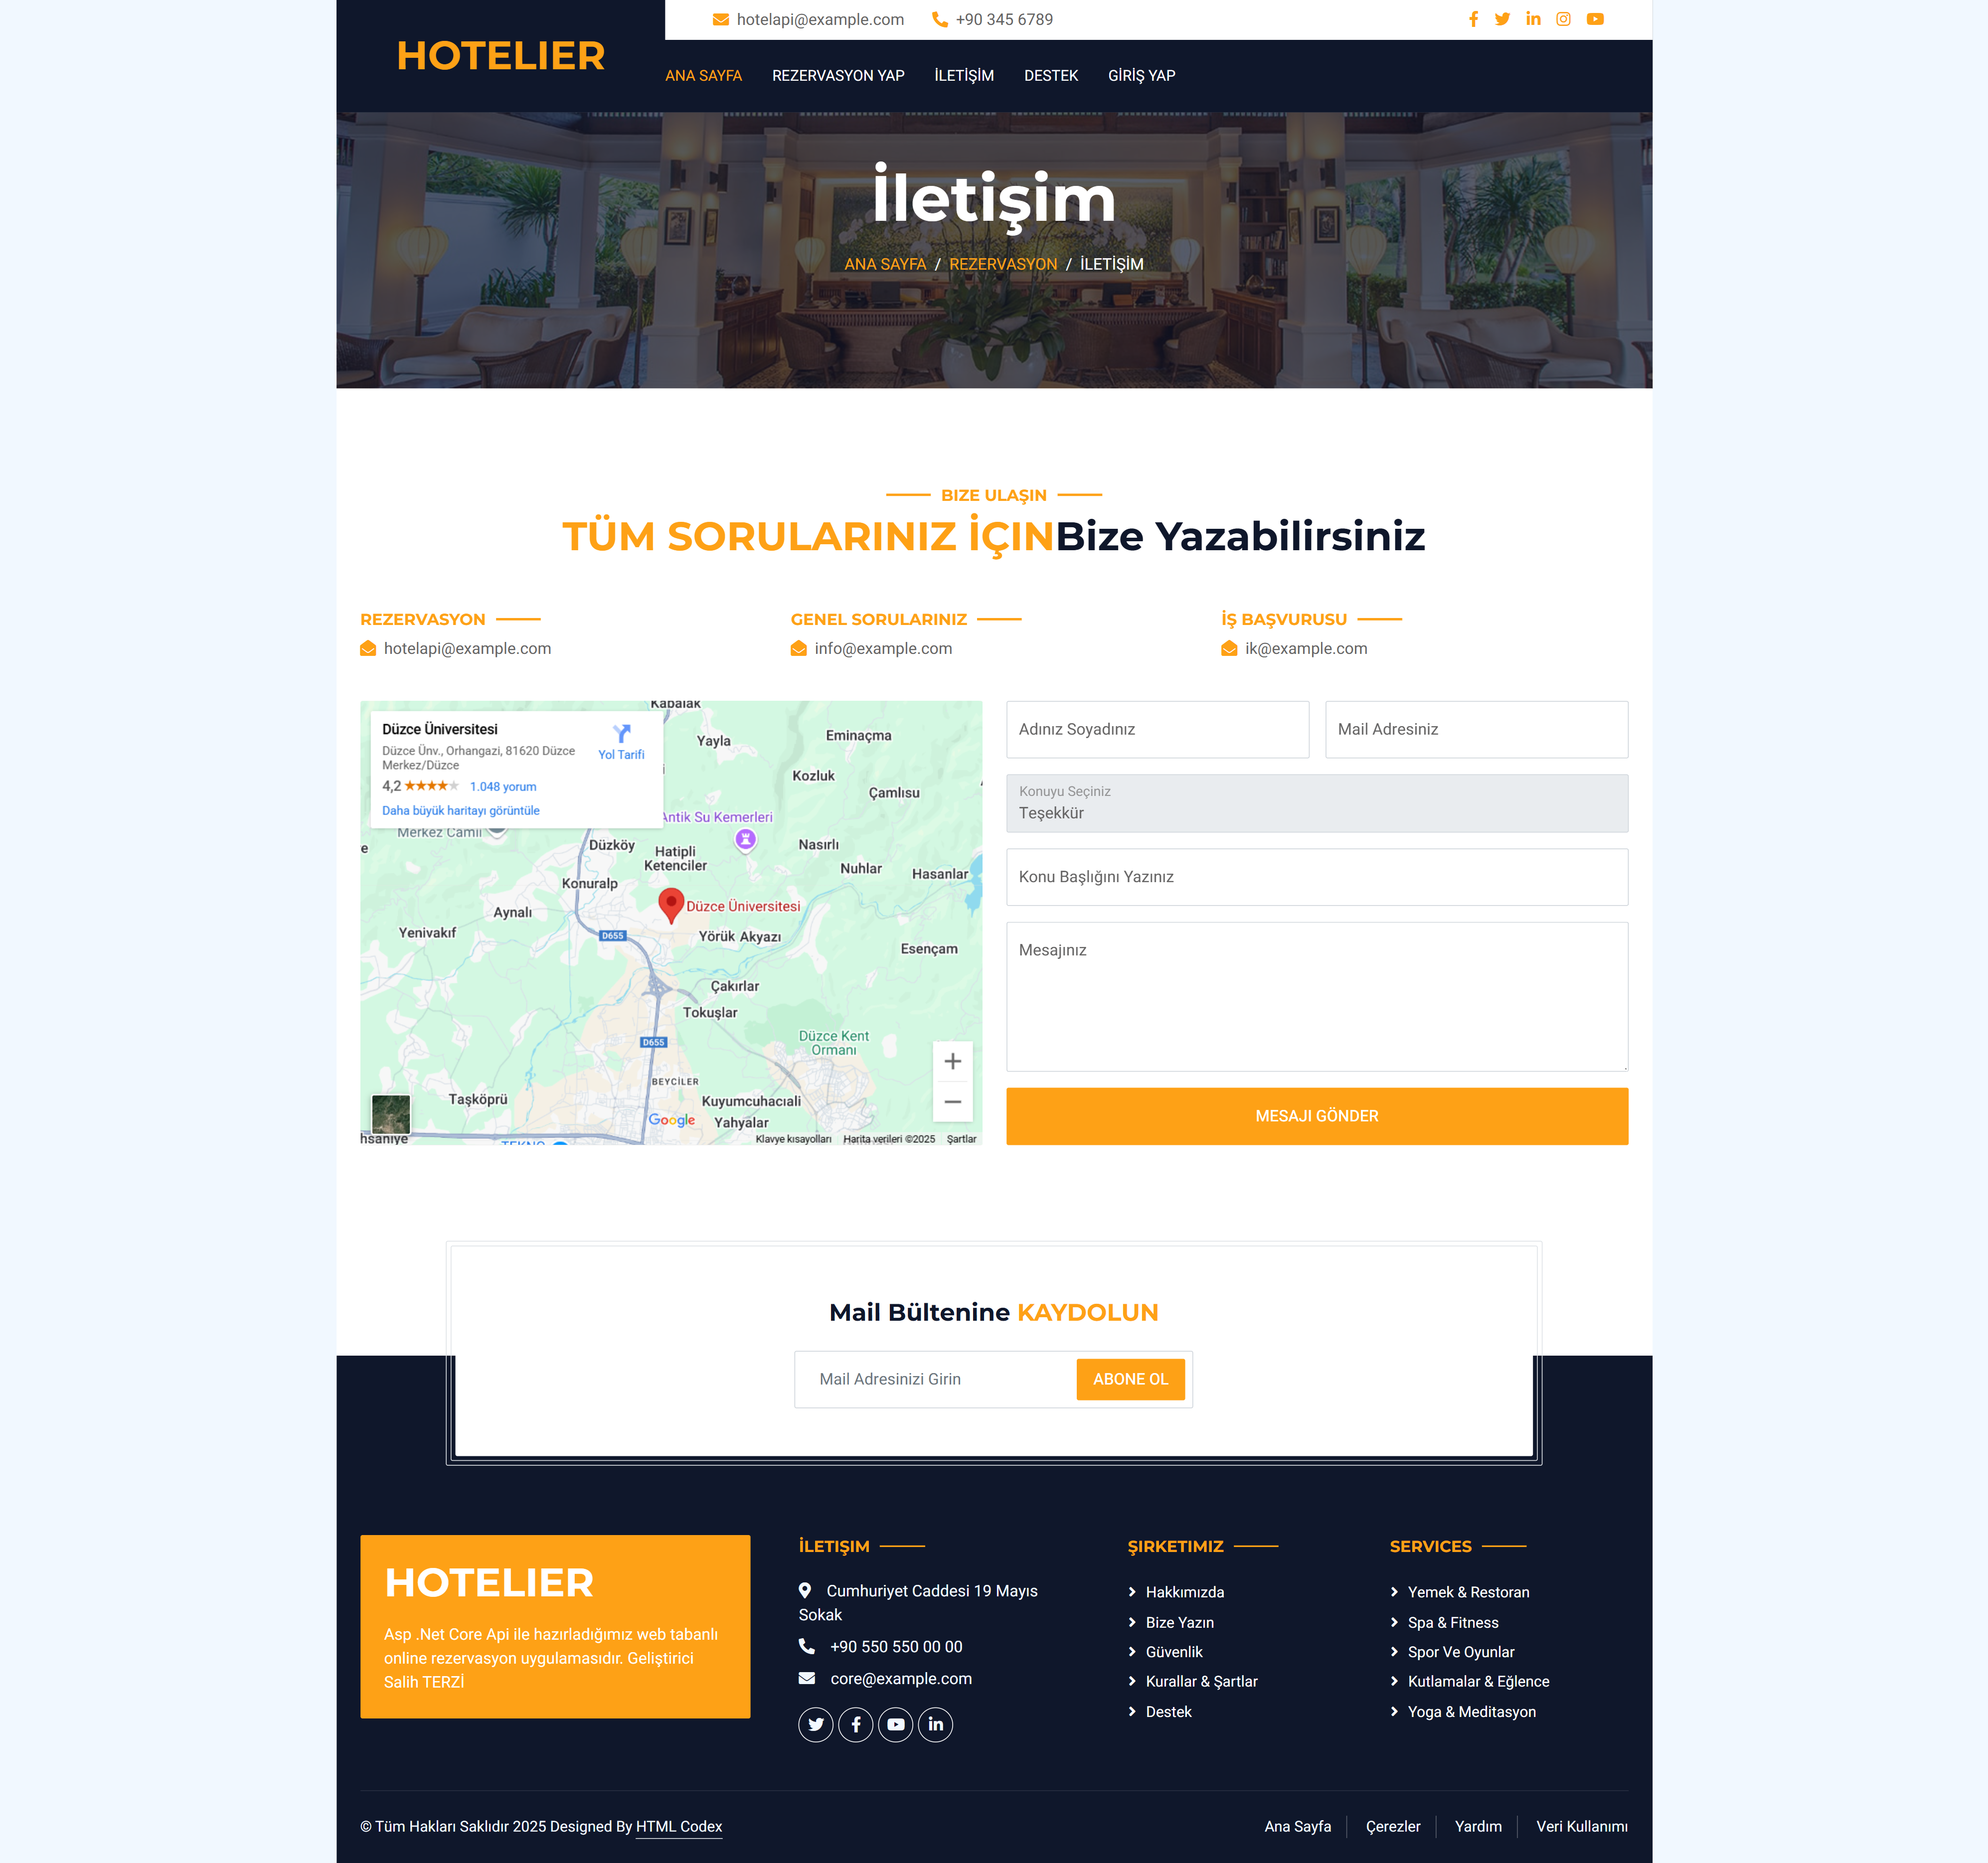 HOTELIER
hotelapi@example.com +90 345 6789
ANA SAYFA REZERVASYON YAP İLETİŞİM DESTEK GİRİŞ YAP
İletişim
ANA SAYFA / REZERVASYON / İLETİŞİM
BIZE ULAŞIN
TÜM SORULARINIZ İÇINBize Yazabilirsiniz
REZERVASYON
hotelapi@example.com
GENEL SORULARINIZ
info@example.com
İŞ BAŞVURUSU
ik@example.com
Düzce Üniversitesi
Düzce Ünv., Orhangazi, 81620 Düzce
Merkez/Düzce
Yol Tarifi
4,2 1.048 yorum
Daha büyük haritayı görüntüle
Kabalak
Yayla
Eminaçma
Kozluk
Çamlısu
Antik Su Kemerleri
Merkez Camii
Düzköy
Hatipli
Ketenciler
Nasırlı
Nuhlar
Hasanlar
Konuralp
Düzce Üniversitesi
Aynalı
Yenivakıf
D655
Yörük Akyazı
Esençam
Çakırlar
Tokuşlar
Düzce Kent
Ormanı
D655
BEYCİLER
Taşköprü
Kuyumcuhacıali
Google
Yahyalar
Klavye kısayolları Harita verileri ©2025 Şartlar
Adınız Soyadınız
Mail Adresiniz
Konuyu Seçiniz
Teşekkür
Konu Başlığını Yazınız
Mesajınız
MESAJI GÖNDER
Mail Bültenine KAYDOLUN
Mail Adresinizi Girin
ABONE OL
HOTELIER
Asp .Net Core Api ile hazırladığımız web tabanlı
online rezervasyon uygulamasıdır. Geliştirici
Salih TERZİ
İLETIŞIM
Cumhuriyet Caddesi 19 Mayıs
Sokak
+90 550 550 00 00
core@example.com
ŞIRKETIMIZ
Hakkımızda
Bize Yazın
Güvenlik
Kurallar & Şartlar
Destek
SERVICES
Yemek & Restoran
Spa & Fitness
Spor Ve Oyunlar
Kutlamalar & Eğlence
Yoga & Meditasyon
© Tüm Hakları Saklıdır 2025 Designed By HTML Codex
Ana Sayfa Çerezler Yardım Veri Kullanımı